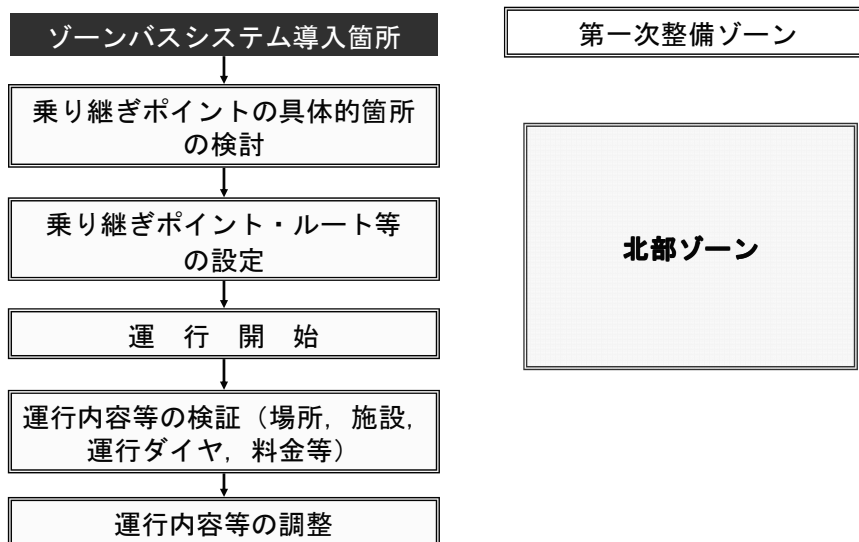 ゾーンバスシステム導入箇所
乗り継ぎポイントの具体的箇所
の検討
乗り継ぎポイント・ルート等
の設定
運　行　開　始
運行内容等の検証（場所，施設，
運行ダイヤ，料金等）
運行内容等の調整
第一次整備ゾーン
北部ゾーン